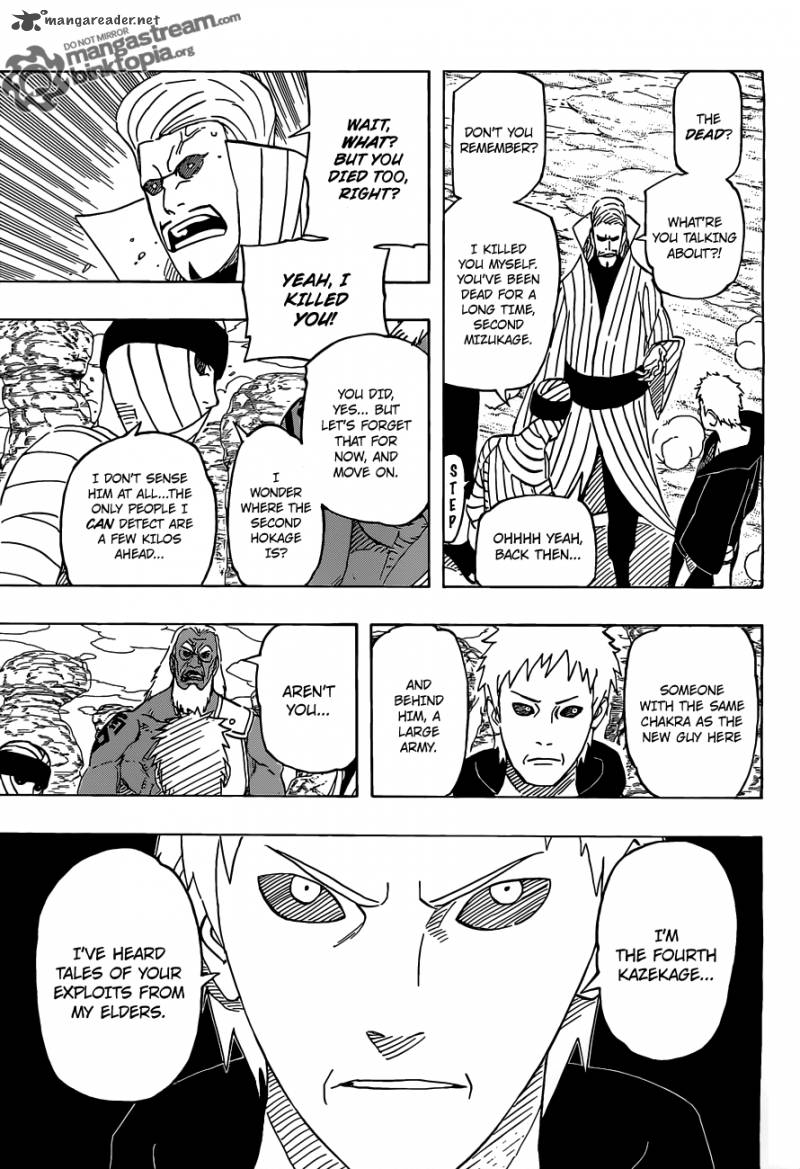 mangareader.net
DO NOT MIRROR
mangastream.com
binktopia.org
THE
DEAD?
WHAT'RE
YOU TALKING
ABOUT?!
DON'T YOU
REMEMBER?
I KILLED
YOU MYSELF.
YOU'VE BEEN
DEAD FOR A
LONG TIME,
SECOND
MIZUKAGE.
STEP
OHHHH YEAH,
BACK THEN...
WAIT,
WHAT?
BUT YOU
DIED TOO,
RIGHT?
YEAH, I
KILLED
YOU!
YOU DID,
YES... BUT
LET'S FORGET
THAT FOR
NOW, AND
MOVE ON.
I
WONDER
WHERE THE
SECOND
HOKAGE
IS?
I DON'T SENSE
HIM AT ALL...THE
ONLY PEOPLE I
CAN DETECT ARE
A FEW KILOS
AHEAD...
SOMEONE
WITH THE SAME
CHAKRA AS THE
NEW GUY HERE
AND
BEHIND
HIM, A
LARGE
ARMY.
AREN'T
YOU...
I'M
THE FOURTH
KAZEKAGE...
I'VE HEARD
TALES OF YOUR
EXPLOITS FROM
MY ELDERS.